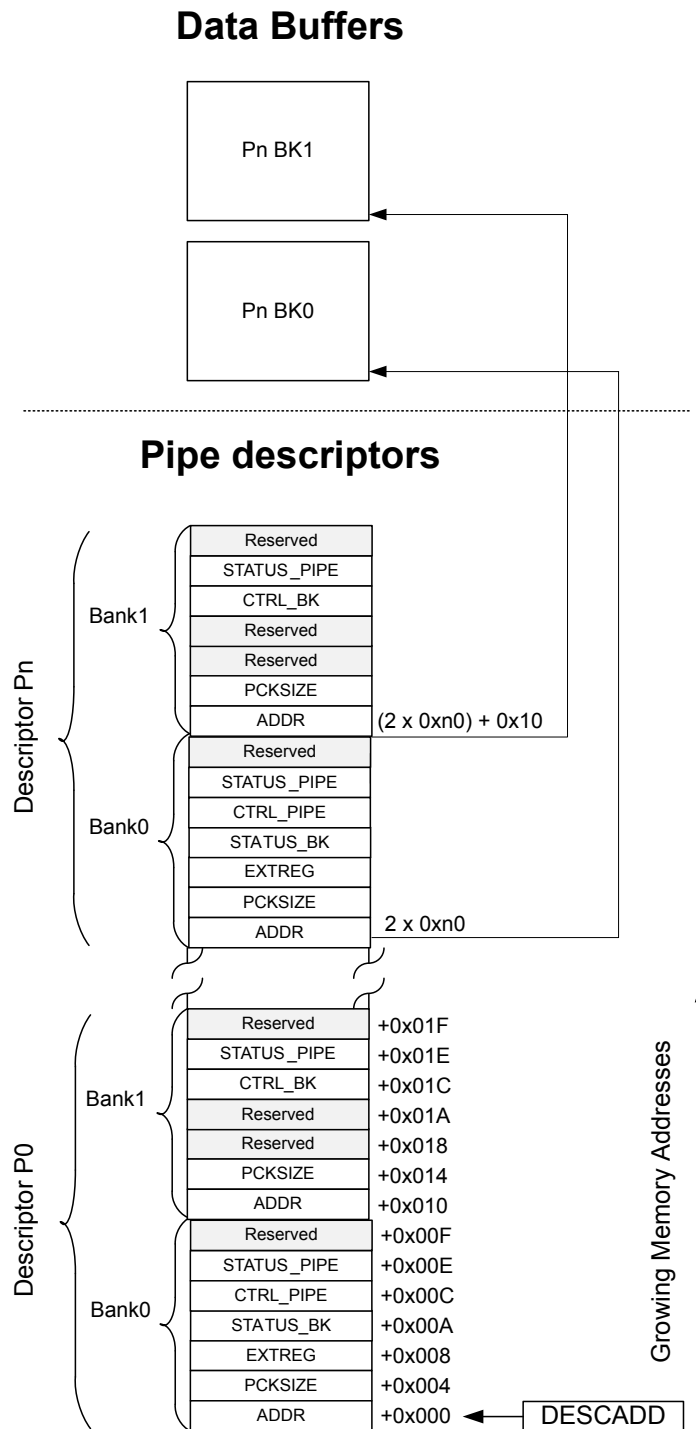 Data Buffers
Pn BK1
Pn BK0
Pipe descriptors
Descriptor Pn
Bank1
Reserved
STATUS_PIPE
CTRL_BK
Reserved
Reserved
PCKSIZE
ADDR (2 x 0xn0) + 0x10
Bank0
Reserved
STATUS_PIPE
CTRL_PIPE
STATUS_BK
EXTREG
PCKSIZE
ADDR 2 x 0xn0
Descriptor P0
Bank1
Reserved +0x01F
STATUS_PIPE +0x01E
CTRL_BK +0x01C
Reserved +0x01A
Reserved +0x018
PCKSIZE +0x014
ADDR +0x010
Bank0
Reserved +0x00F
STATUS_PIPE +0x00E
CTRL_PIPE +0x00C
STATUS_BK +0x00A
EXTREG +0x008
PCKSIZE +0x004
ADDR +0x000 DESCADD
Growing Memory Addresses